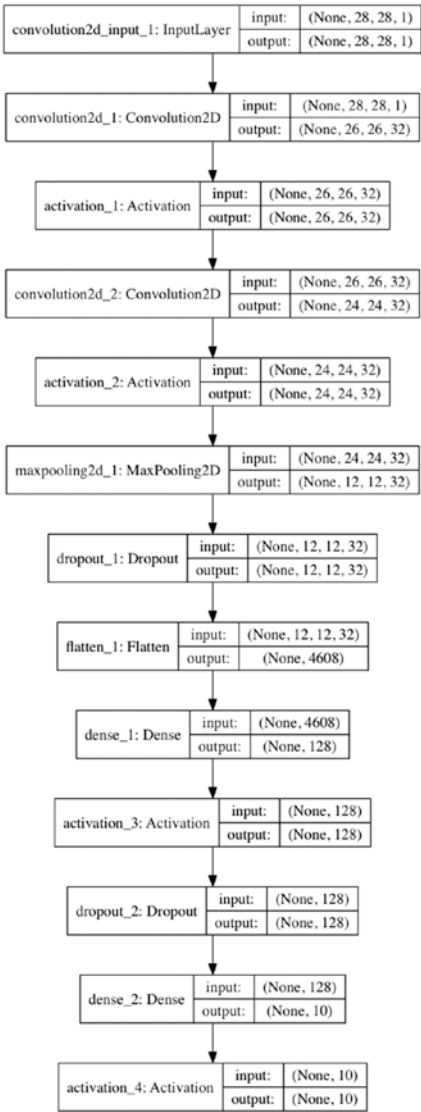 convolution2d_input_1: InputLayer
input: (None, 28, 28, 1)
output: (None, 28, 28, 1)
convolution2d_1: Convolution2D
input: (None, 28, 28, 1)
output: (None, 26, 26, 32)
activation_1: Activation
input: (None, 26, 26, 32)
output: (None, 26, 26, 32)
convolution2d_2: Convolution2D
input: (None, 26, 26, 32)
output: (None, 24, 24, 32)
activation_2: Activation
input: (None, 24, 24, 32)
output: (None, 24, 24, 32)
maxpooling2d_1: MaxPooling2D
input: (None, 24, 24, 32)
output: (None, 12, 12, 32)
dropout_1: Dropout
input: (None, 12, 12, 32)
output: (None, 12, 12, 32)
flatten_1: Flatten
input: (None, 12, 12, 32)
output: (None, 4608)
dense_1: Dense
input: (None, 4608)
output: (None, 128)
activation_3: Activation
input: (None, 128)
output: (None, 128)
dropout_2: Dropout
input: (None, 128)
output: (None, 128)
dense_2: Dense
input: (None, 128)
output: (None, 10)
activation_4: Activation
input: (None, 10)
output: (None, 10)